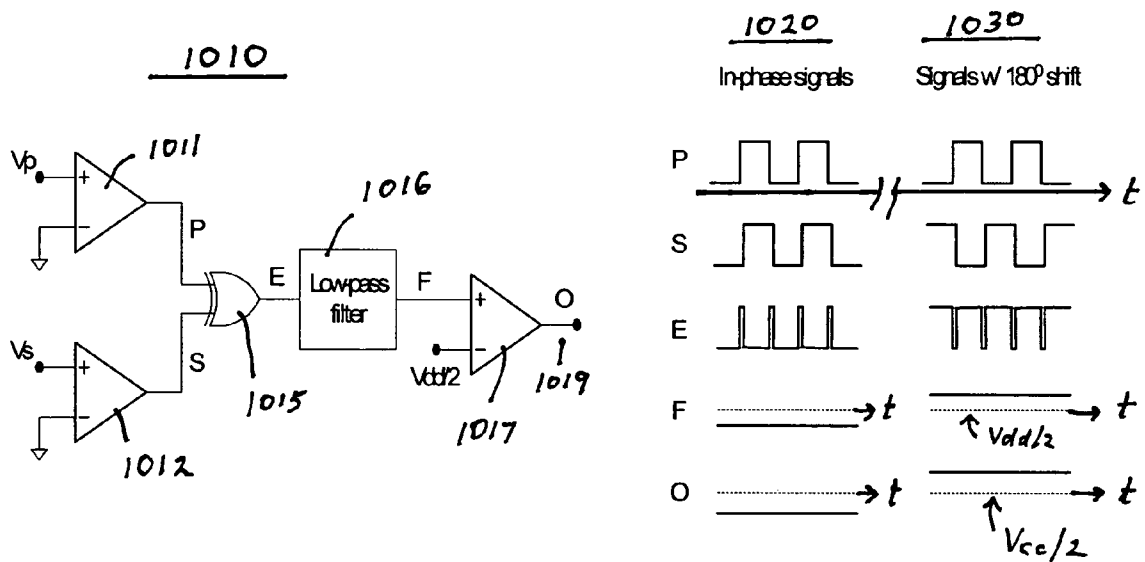 1010
Vp
+
−
1011
P
Vs
+
−
1012
S
1015
E
1016
Low-pass
filter
F
+
−
Vdd/2
1017
O
1019
1020
In-phase signals
1030
Signals w/ 180⁰ shift
P
t
S
E
F
t
t
Vdd/2
O
t
t
Vcc/2